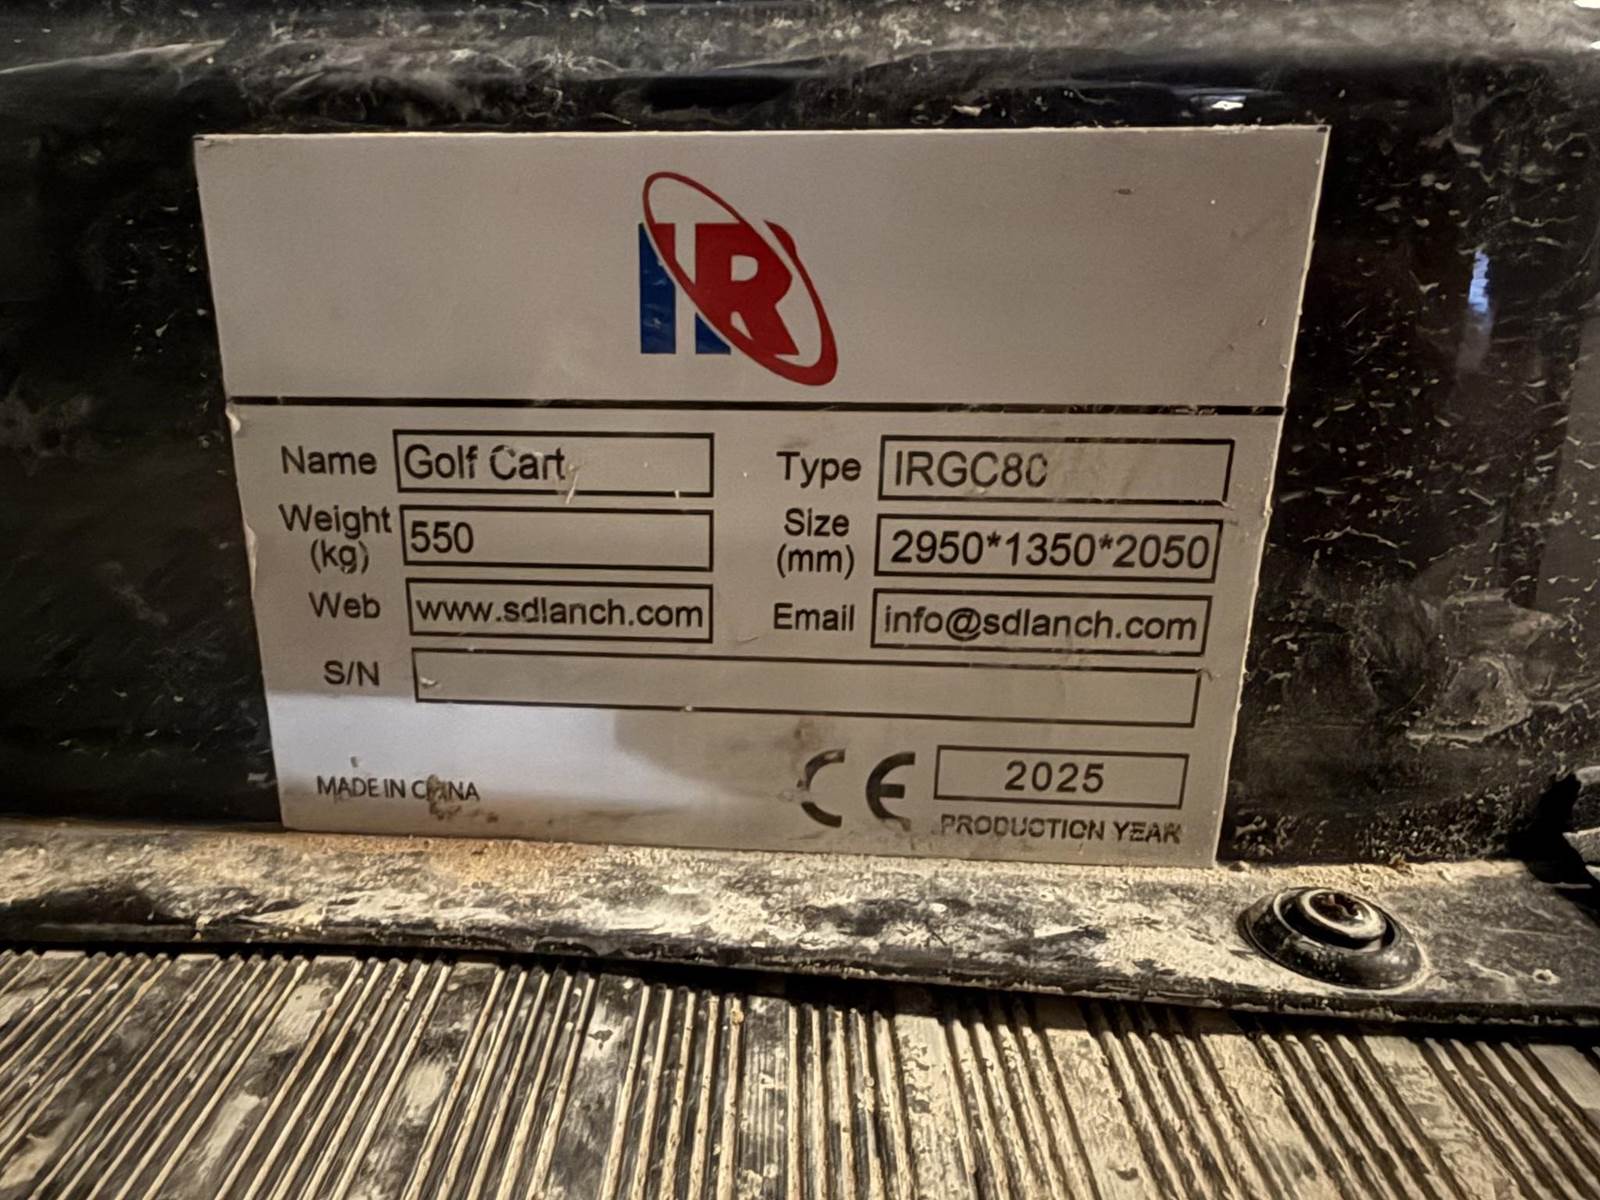 IR
Name Golf Cart Type IRGC80
Weight (kg) 550 Size (mm) 2950*1350*2050
Web www.sdlanch.com Email info@sdlanch.com
S/N
MADE IN CHINA CE 2025
PRODUCTION YEAR